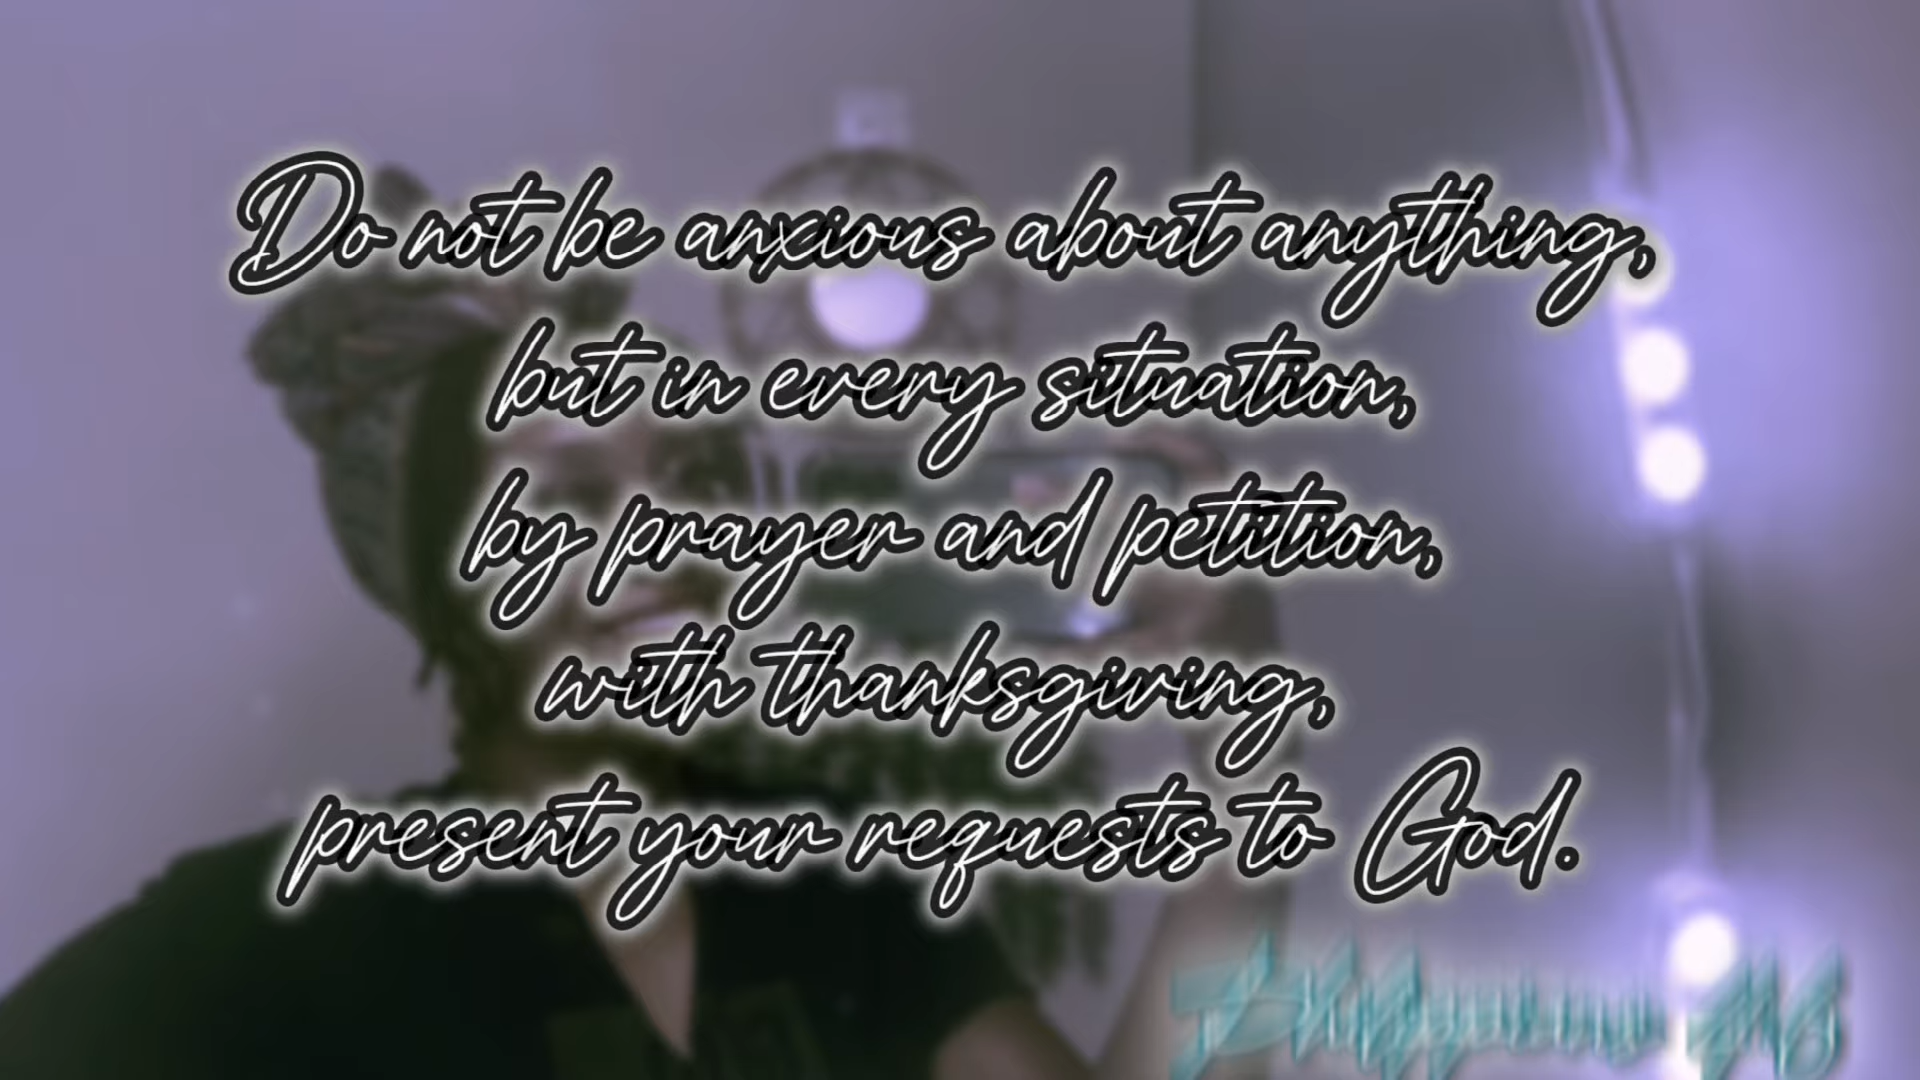 Do not be anxious about anything,
but in every situation,
by prayer and petition,
with thanksgiving,
present your requests to God.